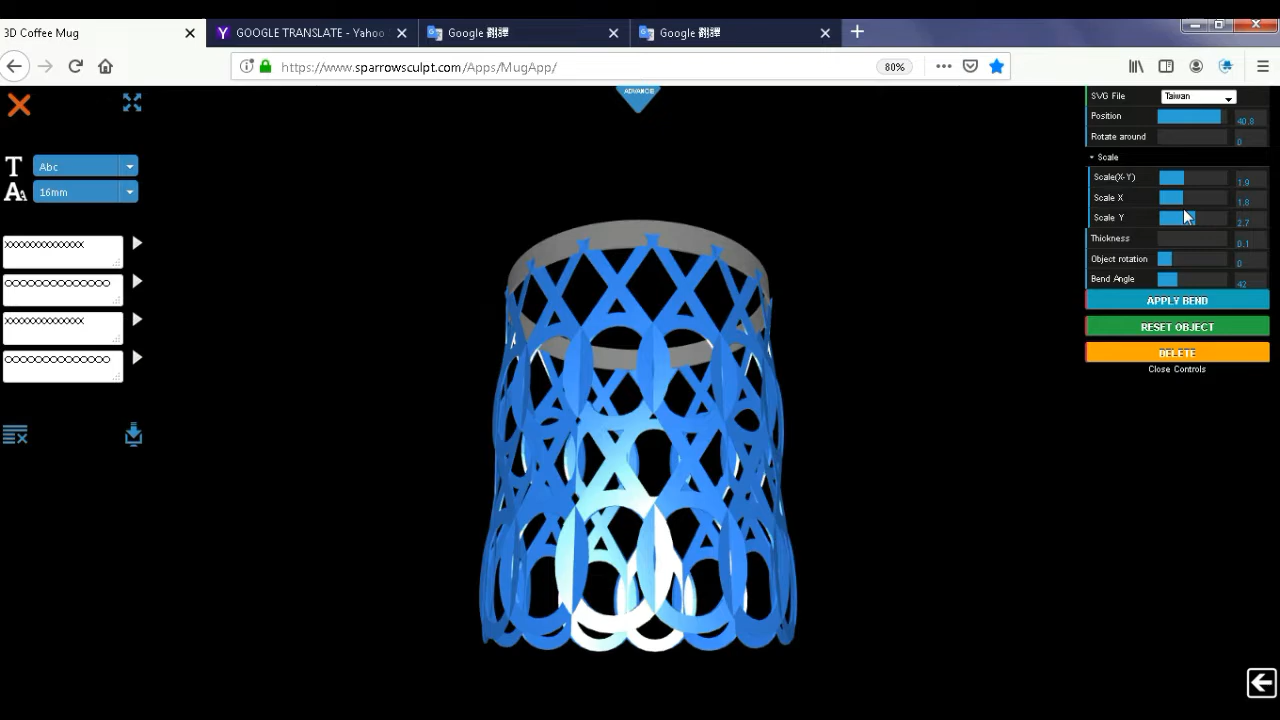 3D Coffee Mug
GOOGLE TRANSLATE - Yahoo
Google 翻譯
Google 翻譯
https://www.sparrowsculpt.com/Apps/MugApp/
80%
ADVANCE
T Abc
AA 16mm
XXXXXXXXXXXXXX
OOOOOOOOOOOOOOO
XXXXXXXXXXXXXX
OOOOOOOOOOOOOOO
SVG File Taiwan
Position 40.8
Rotate around 0
Scale
Scale(X-Y) 1.9
Scale X 1.8
Scale Y 2.7
Thickness 0.1
Object rotation 0
Bend Angle 42
APPLY BEND
RESET OBJECT
DELETE
Close Controls